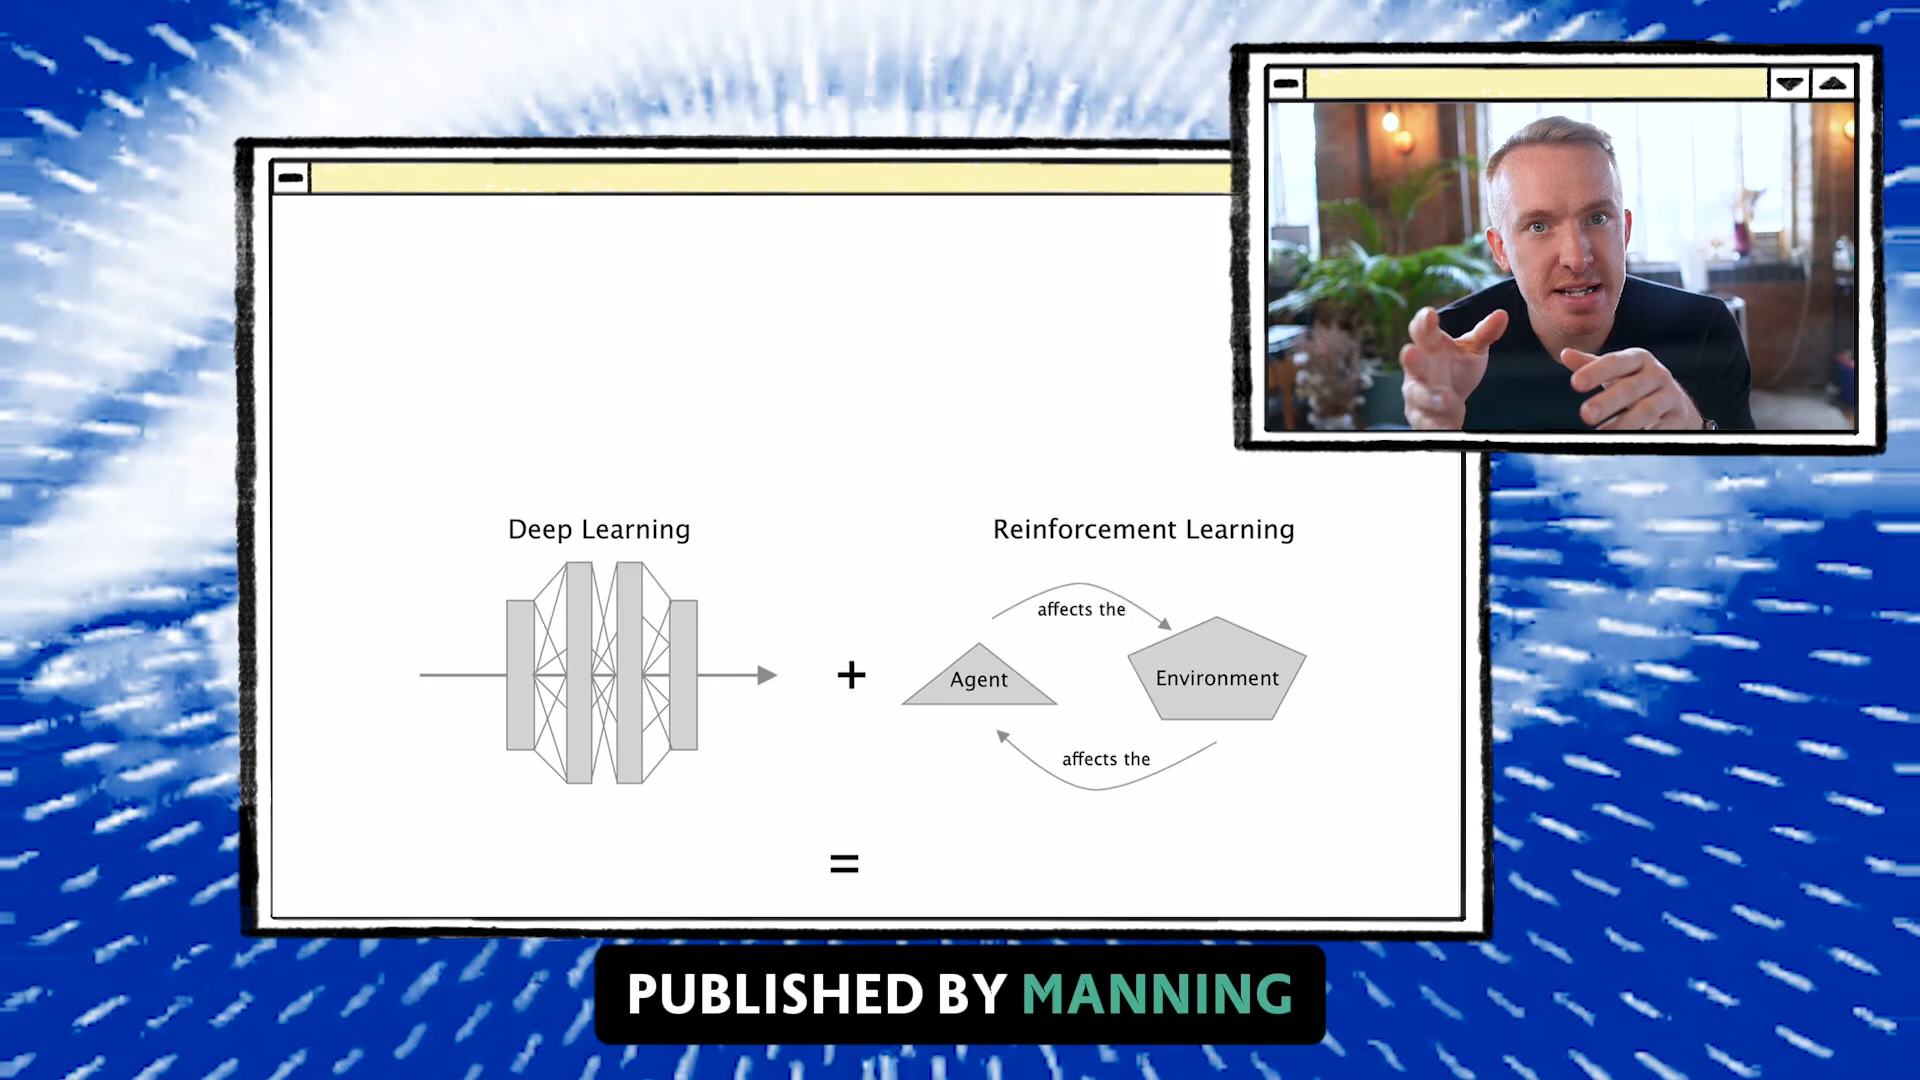 Deep Learning
Reinforcement Learning
affects the
+
Agent
Environment
affects the
=
PUBLISHED BY MANNING